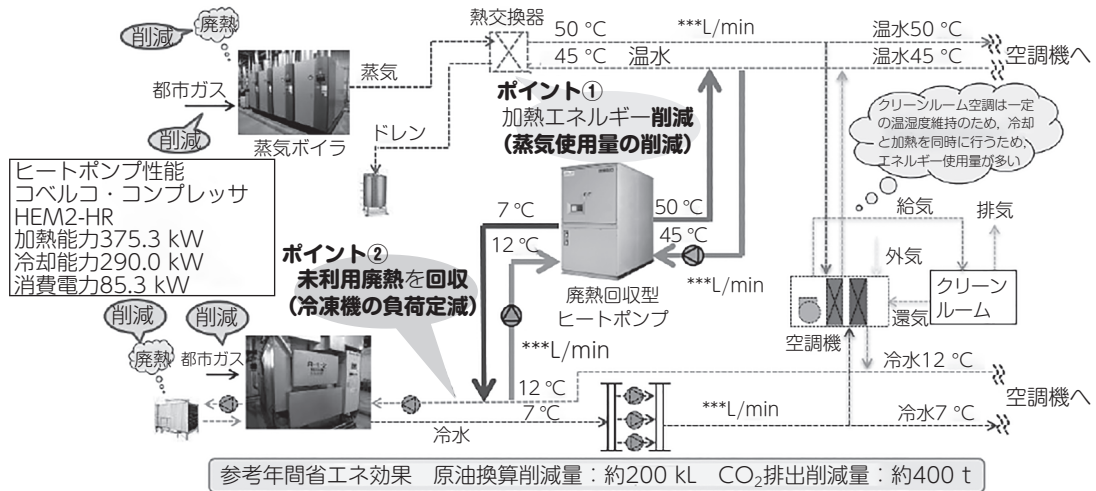 熱交換器
廃熱
削減
50 ℃
***L/min
温水50 ℃
45 ℃
温水
温水45 ℃
空調機へ
蒸気
都市ガス
削減
蒸気ボイラ
ドレン
ポイント①
加熱エネルギー削減
(蒸気使用量の削減)
クリーンルーム空調は一定
の温湿度維持のため、冷却
と加熱を同時に行うため、
エネルギー使用量が多い
ヒートポンプ性能
コベルコ・コンプレッサ
HEM2-HR
加熱能力375.3 kW
冷却能力290.0 kW
消費電力85.3 kW
7 ℃
12 ℃
50 ℃
45 ℃
***L/min
給気
排気
外気
クリーン
ルーム
還気
空調機
ポイント②
未利用廃熱を回収
(冷凍機の負荷定減)
廃熱回収型
ヒートポンプ
削減
削減
廃熱
都市ガス
***L/min
12 ℃
7 ℃
冷水
***L/min
冷水12 ℃
冷水7 ℃
空調機へ
参考年間省エネ効果 原油換算削減量：約200 kL CO₂排出削減量：約400 t